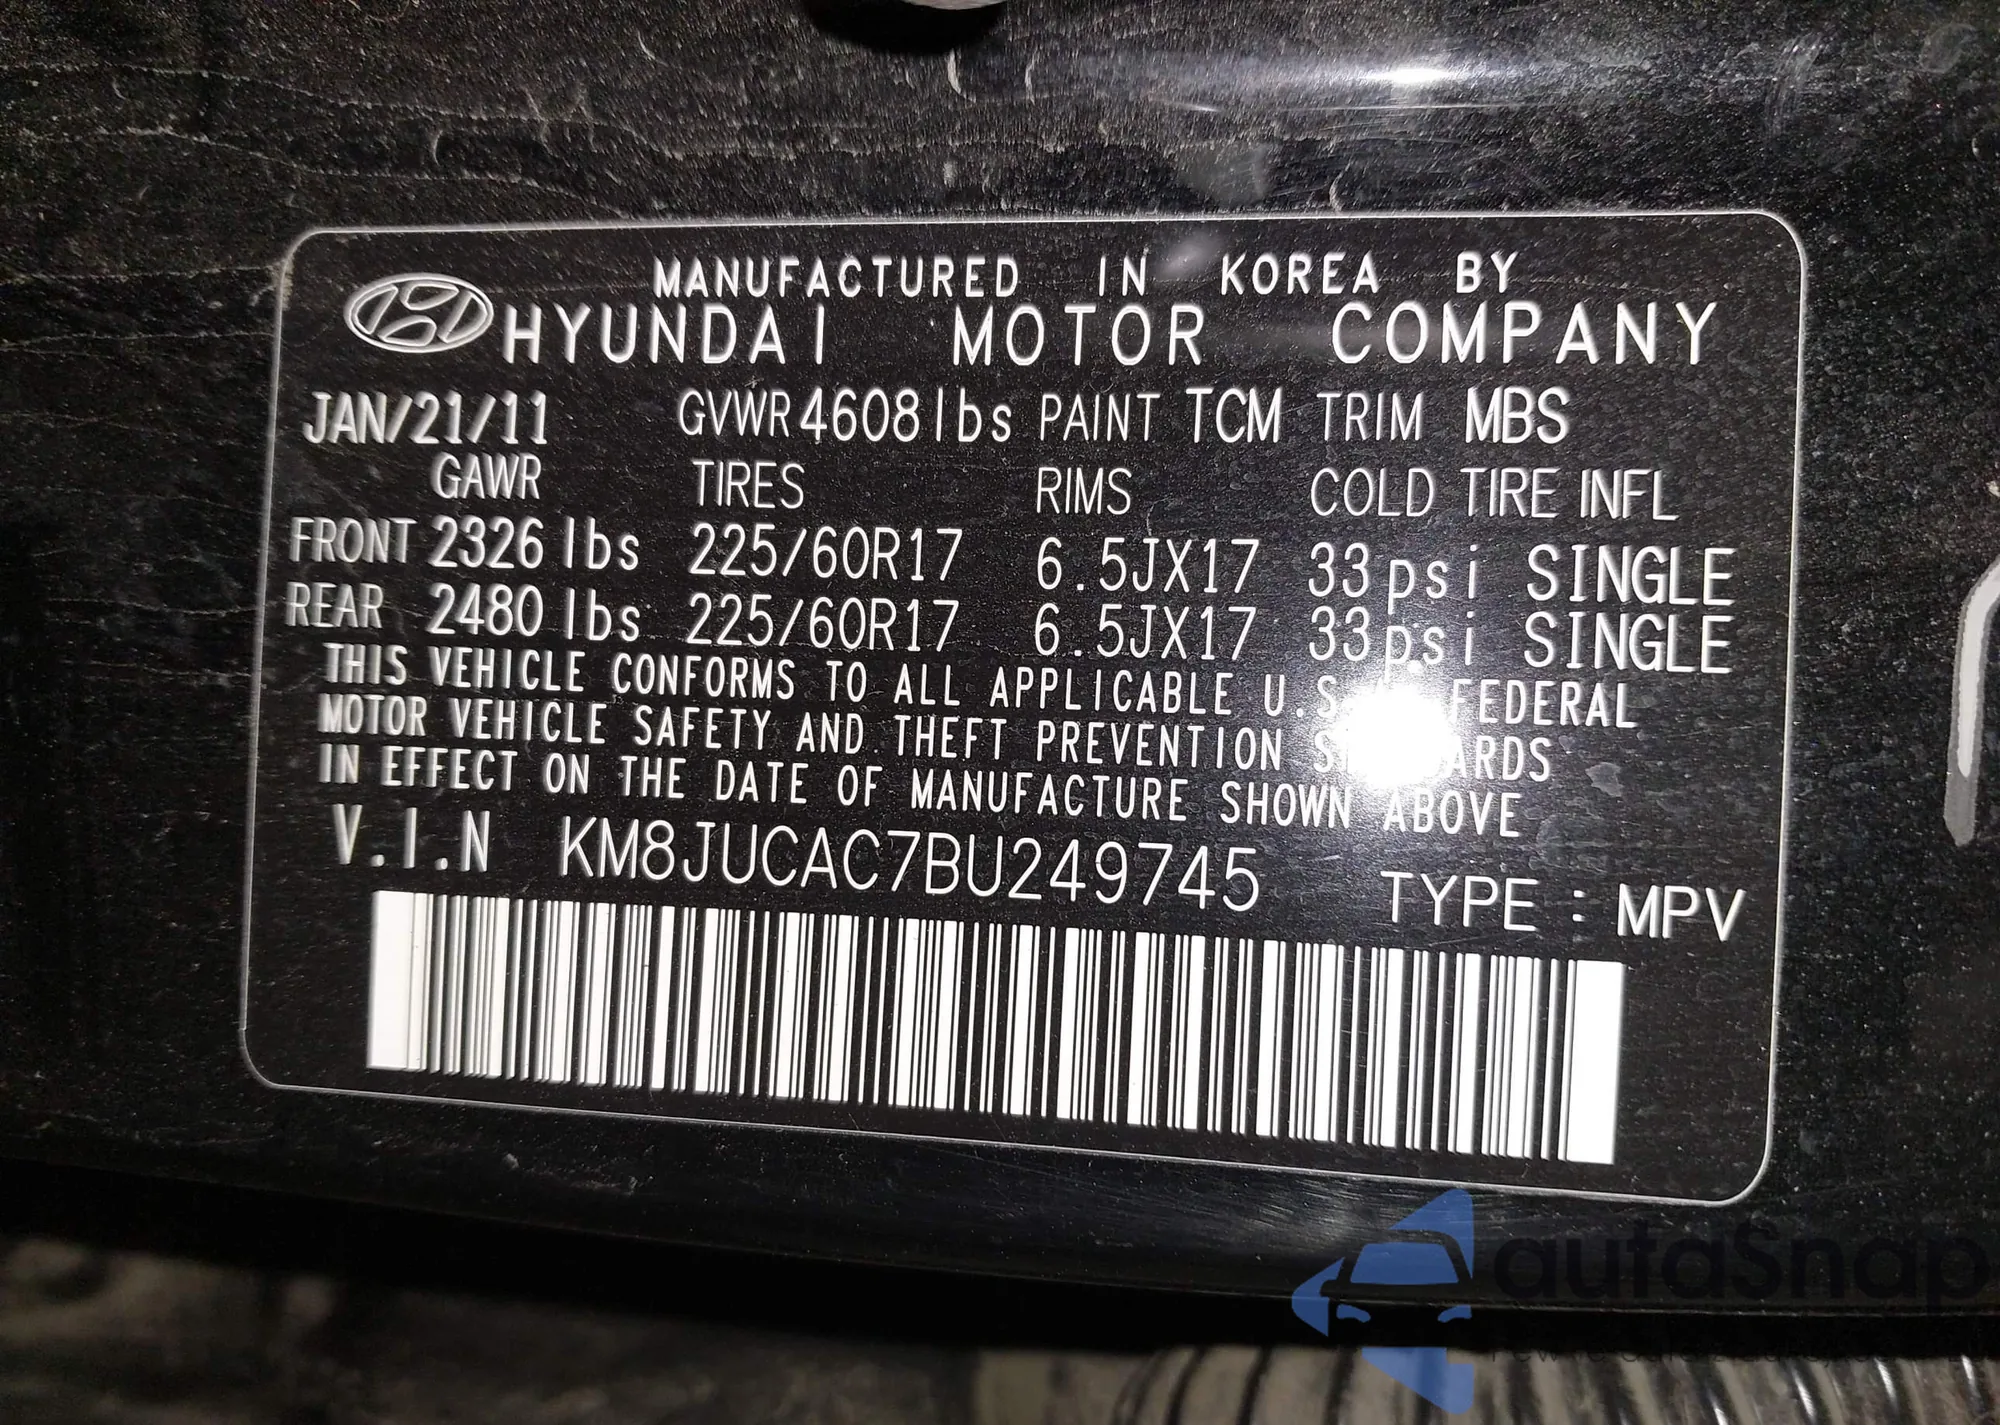 MANUFACTURED IN KOREA BY
HYUNDAI MOTOR COMPANY
JAN/21/11 GVWR 4608 lbs PAINT TCM TRIM MBS
GAWR TIRES RIMS COLD TIRE INFL
FRONT 2326 lbs 225/60R17 6.5JX17 33psi SINGLE
REAR 2480 lbs 225/60R17 6.5JX17 33psi SINGLE
THIS VEHICLE CONFORMS TO ALL APPLICABLE FEDERAL
MOTOR VEHICLE SAFETY AND THEFT PREVENTION
IN EFFECT ON THE DATE OF MANUFACTURE SHOWN ABOVE
V.I.N KM8JUCAC7BU249745 TYPE : MPV
autaSnap